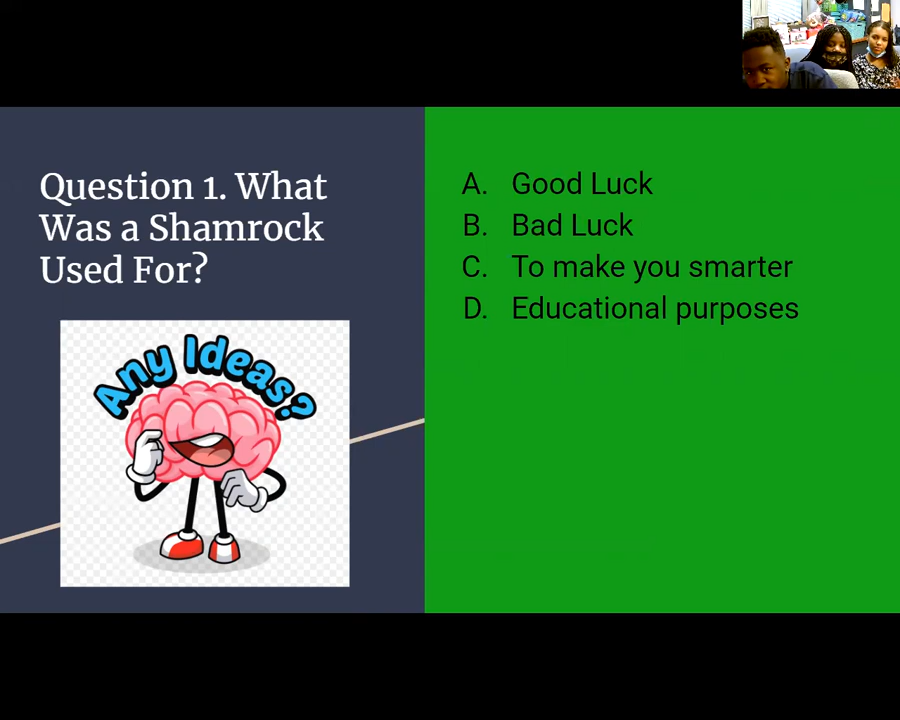 Question 1. What
Was a Shamrock
Used For?
Any Ideas?
A. Good Luck
B. Bad Luck
C. To make you smarter
D. Educational purposes